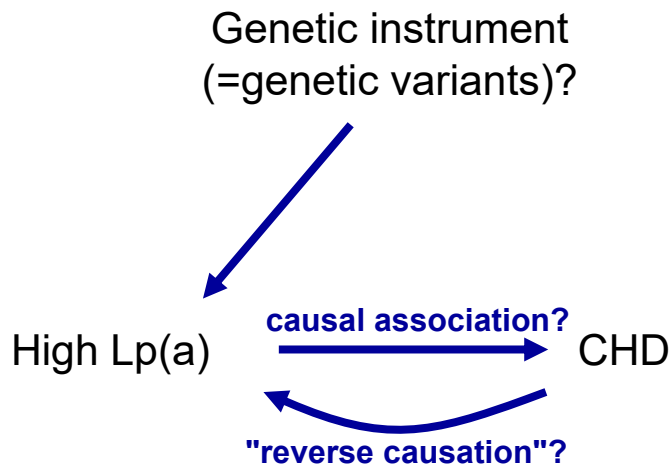 Genetic instrument
(=genetic variants)?
causal association?
High Lp(a)
CHD
"reverse causation"?